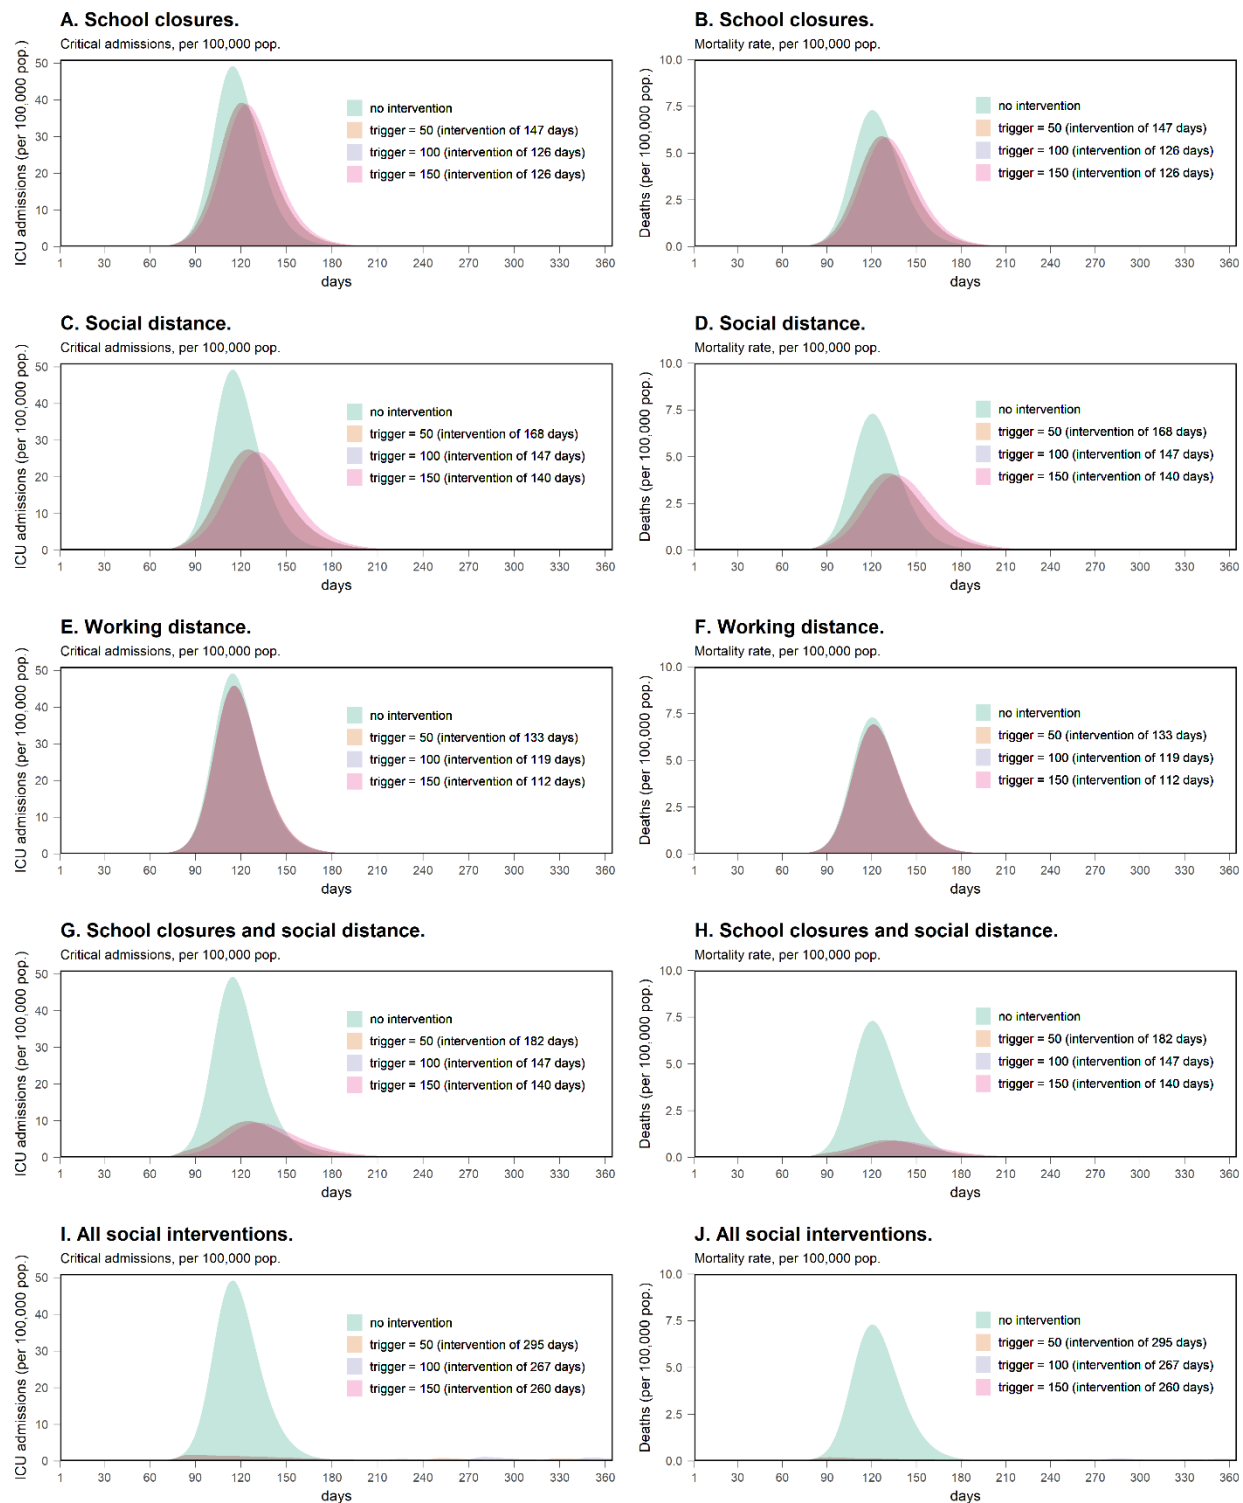 A. School closures.
Critical admissions, per 100,000 pop.
ICU admissions (per 100,000 pop.)
50
40
30
20
10
0
no intervention
trigger = 50 (intervention of 147 days)
trigger = 100 (intervention of 126 days)
trigger = 150 (intervention of 126 days)
1 30 60 90 120 150 180 210 240 270 300 330 360
days
B. School closures.
Mortality rate, per 100,000 pop.
Deaths (per 100,000 pop.)
10.0
7.5
5.0
2.5
0.0
no intervention
trigger = 50 (intervention of 147 days)
trigger = 100 (intervention of 126 days)
trigger = 150 (intervention of 126 days)
1 30 60 90 120 150 180 210 240 270 300 330 360
days
C. Social distance.
Critical admissions, per 100,000 pop.
ICU admissions (per 100,000 pop.)
50
40
30
20
10
0
no intervention
trigger = 50 (intervention of 168 days)
trigger = 100 (intervention of 147 days)
trigger = 150 (intervention of 140 days)
1 30 60 90 120 150 180 210 240 270 300 330 360
days
D. Social distance.
Mortality rate, per 100,000 pop.
Deaths (per 100,000 pop.)
10.0
7.5
5.0
2.5
0.0
no intervention
trigger = 50 (intervention of 168 days)
trigger = 100 (intervention of 147 days)
trigger = 150 (intervention of 140 days)
1 30 60 90 120 150 180 210 240 270 300 330 360
days
E. Working distance.
Critical admissions, per 100,000 pop.
ICU admissions (per 100,000 pop.)
50
40
30
20
10
0
no intervention
trigger = 50 (intervention of 133 days)
trigger = 100 (intervention of 119 days)
trigger = 150 (intervention of 112 days)
1 30 60 90 120 150 180 210 240 270 300 330 360
days
F. Working distance.
Mortality rate, per 100,000 pop.
Deaths (per 100,000 pop.)
10.0
7.5
5.0
2.5
0.0
no intervention
trigger = 50 (intervention of 133 days)
trigger = 100 (intervention of 119 days)
trigger = 150 (intervention of 112 days)
1 30 60 90 120 150 180 210 240 270 300 330 360
days
G. School closures and social distance.
Critical admissions, per 100,000 pop.
ICU admissions (per 100,000 pop.)
50
40
30
20
10
0
no intervention
trigger = 50 (intervention of 182 days)
trigger = 100 (intervention of 147 days)
trigger = 150 (intervention of 140 days)
1 30 60 90 120 150 180 210 240 270 300 330 360
days
H. School closures and social distance.
Mortality rate, per 100,000 pop.
Deaths (per 100,000 pop.)
10.0
7.5
5.0
2.5
0.0
no intervention
trigger = 50 (intervention of 182 days)
trigger = 100 (intervention of 147 days)
trigger = 150 (intervention of 140 days)
1 30 60 90 120 150 180 210 240 270 300 330 360
days
I. All social interventions.
Critical admissions, per 100,000 pop.
ICU admissions (per 100,000 pop.)
50
40
30
20
10
0
no intervention
trigger = 50 (intervention of 295 days)
trigger = 100 (intervention of 267 days)
trigger = 150 (intervention of 260 days)
1 30 60 90 120 150 180 210 240 270 300 330 360
days
J. All social interventions.
Mortality rate, per 100,000 pop.
Deaths (per 100,000 pop.)
10.0
7.5
5.0
2.5
0.0
no intervention
trigger = 50 (intervention of 295 days)
trigger = 100 (intervention of 267 days)
trigger = 150 (intervention of 260 days)
1 30 60 90 120 150 180 210 240 270 300 330 360
days